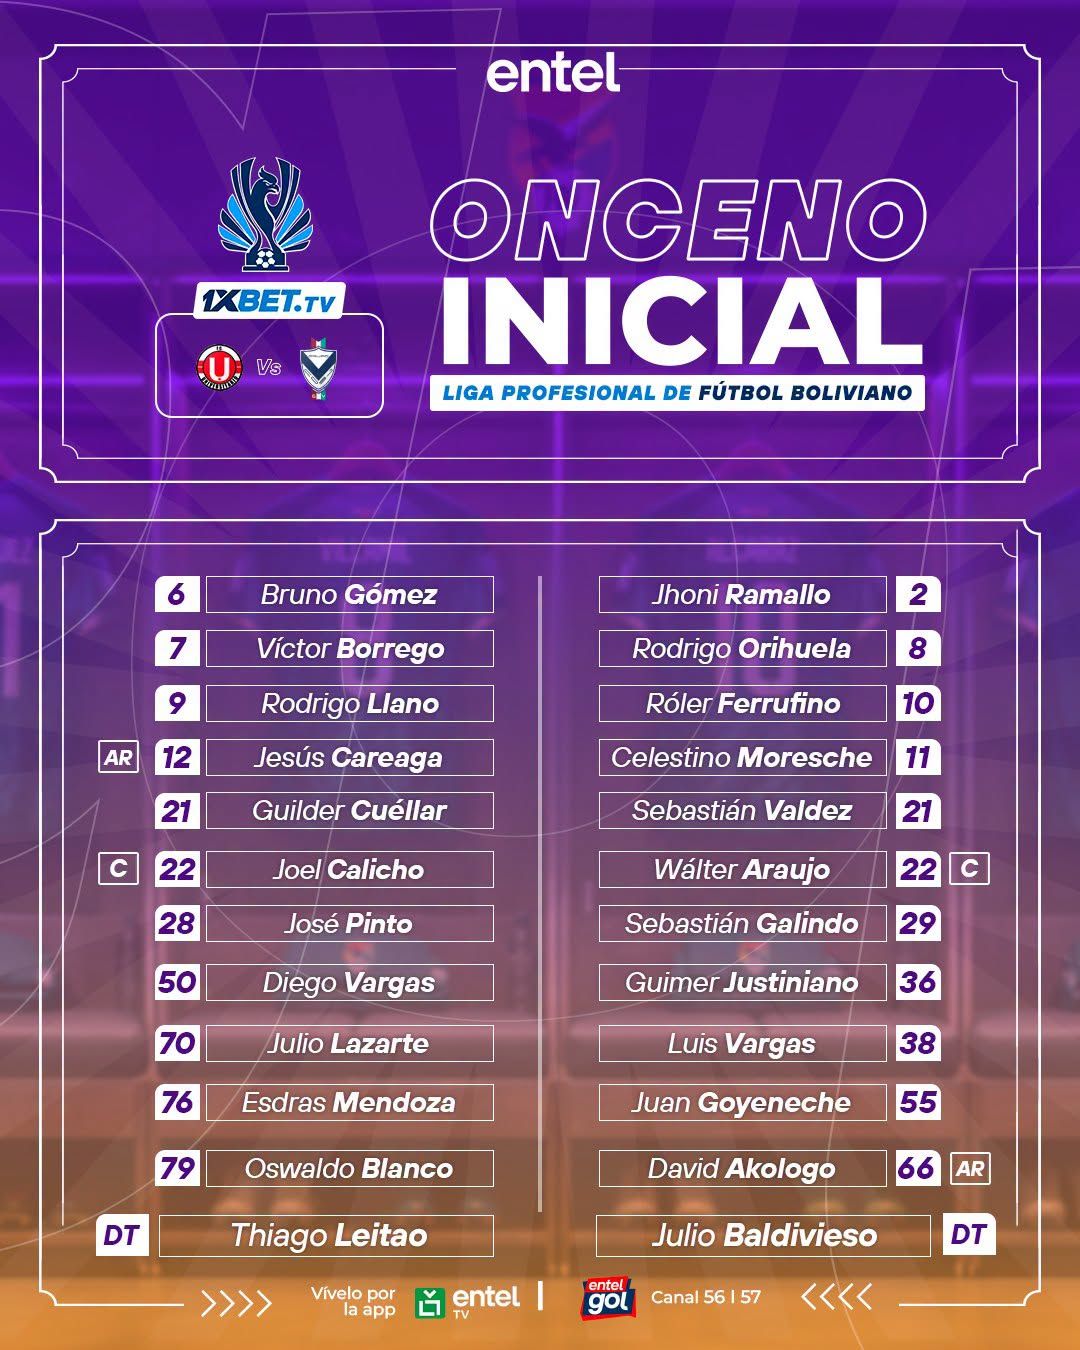 entel
ONCENO
INICIAL
LIGA PROFESIONAL DE FÚTBOL BOLIVIANO
1XBET.TV
U Vs
6 Bruno Gómez
7 Víctor Borrego
9 Rodrigo Llano
AR 12 Jesús Careaga
21 Guilder Cuéllar
C 22 Joel Calicho
28 José Pinto
50 Diego Vargas
70 Julio Lazarte
76 Esdras Mendoza
79 Oswaldo Blanco
DT Thiago Leitao
Jhoni Ramallo 2
Rodrigo Orihuela 8
Róler Ferrufino 10
Celestino Moresche 11
Sebastián Valdez 21
Wálter Araujo 22 C
Sebastián Galindo 29
Guimer Justiniano 36
Luis Vargas 38
Juan Goyeneche 55
David Akologo 66 AR
Julio Baldivieso DT
Vívelo por
la app
entel
TV
entel
gol
Canal 56 | 57